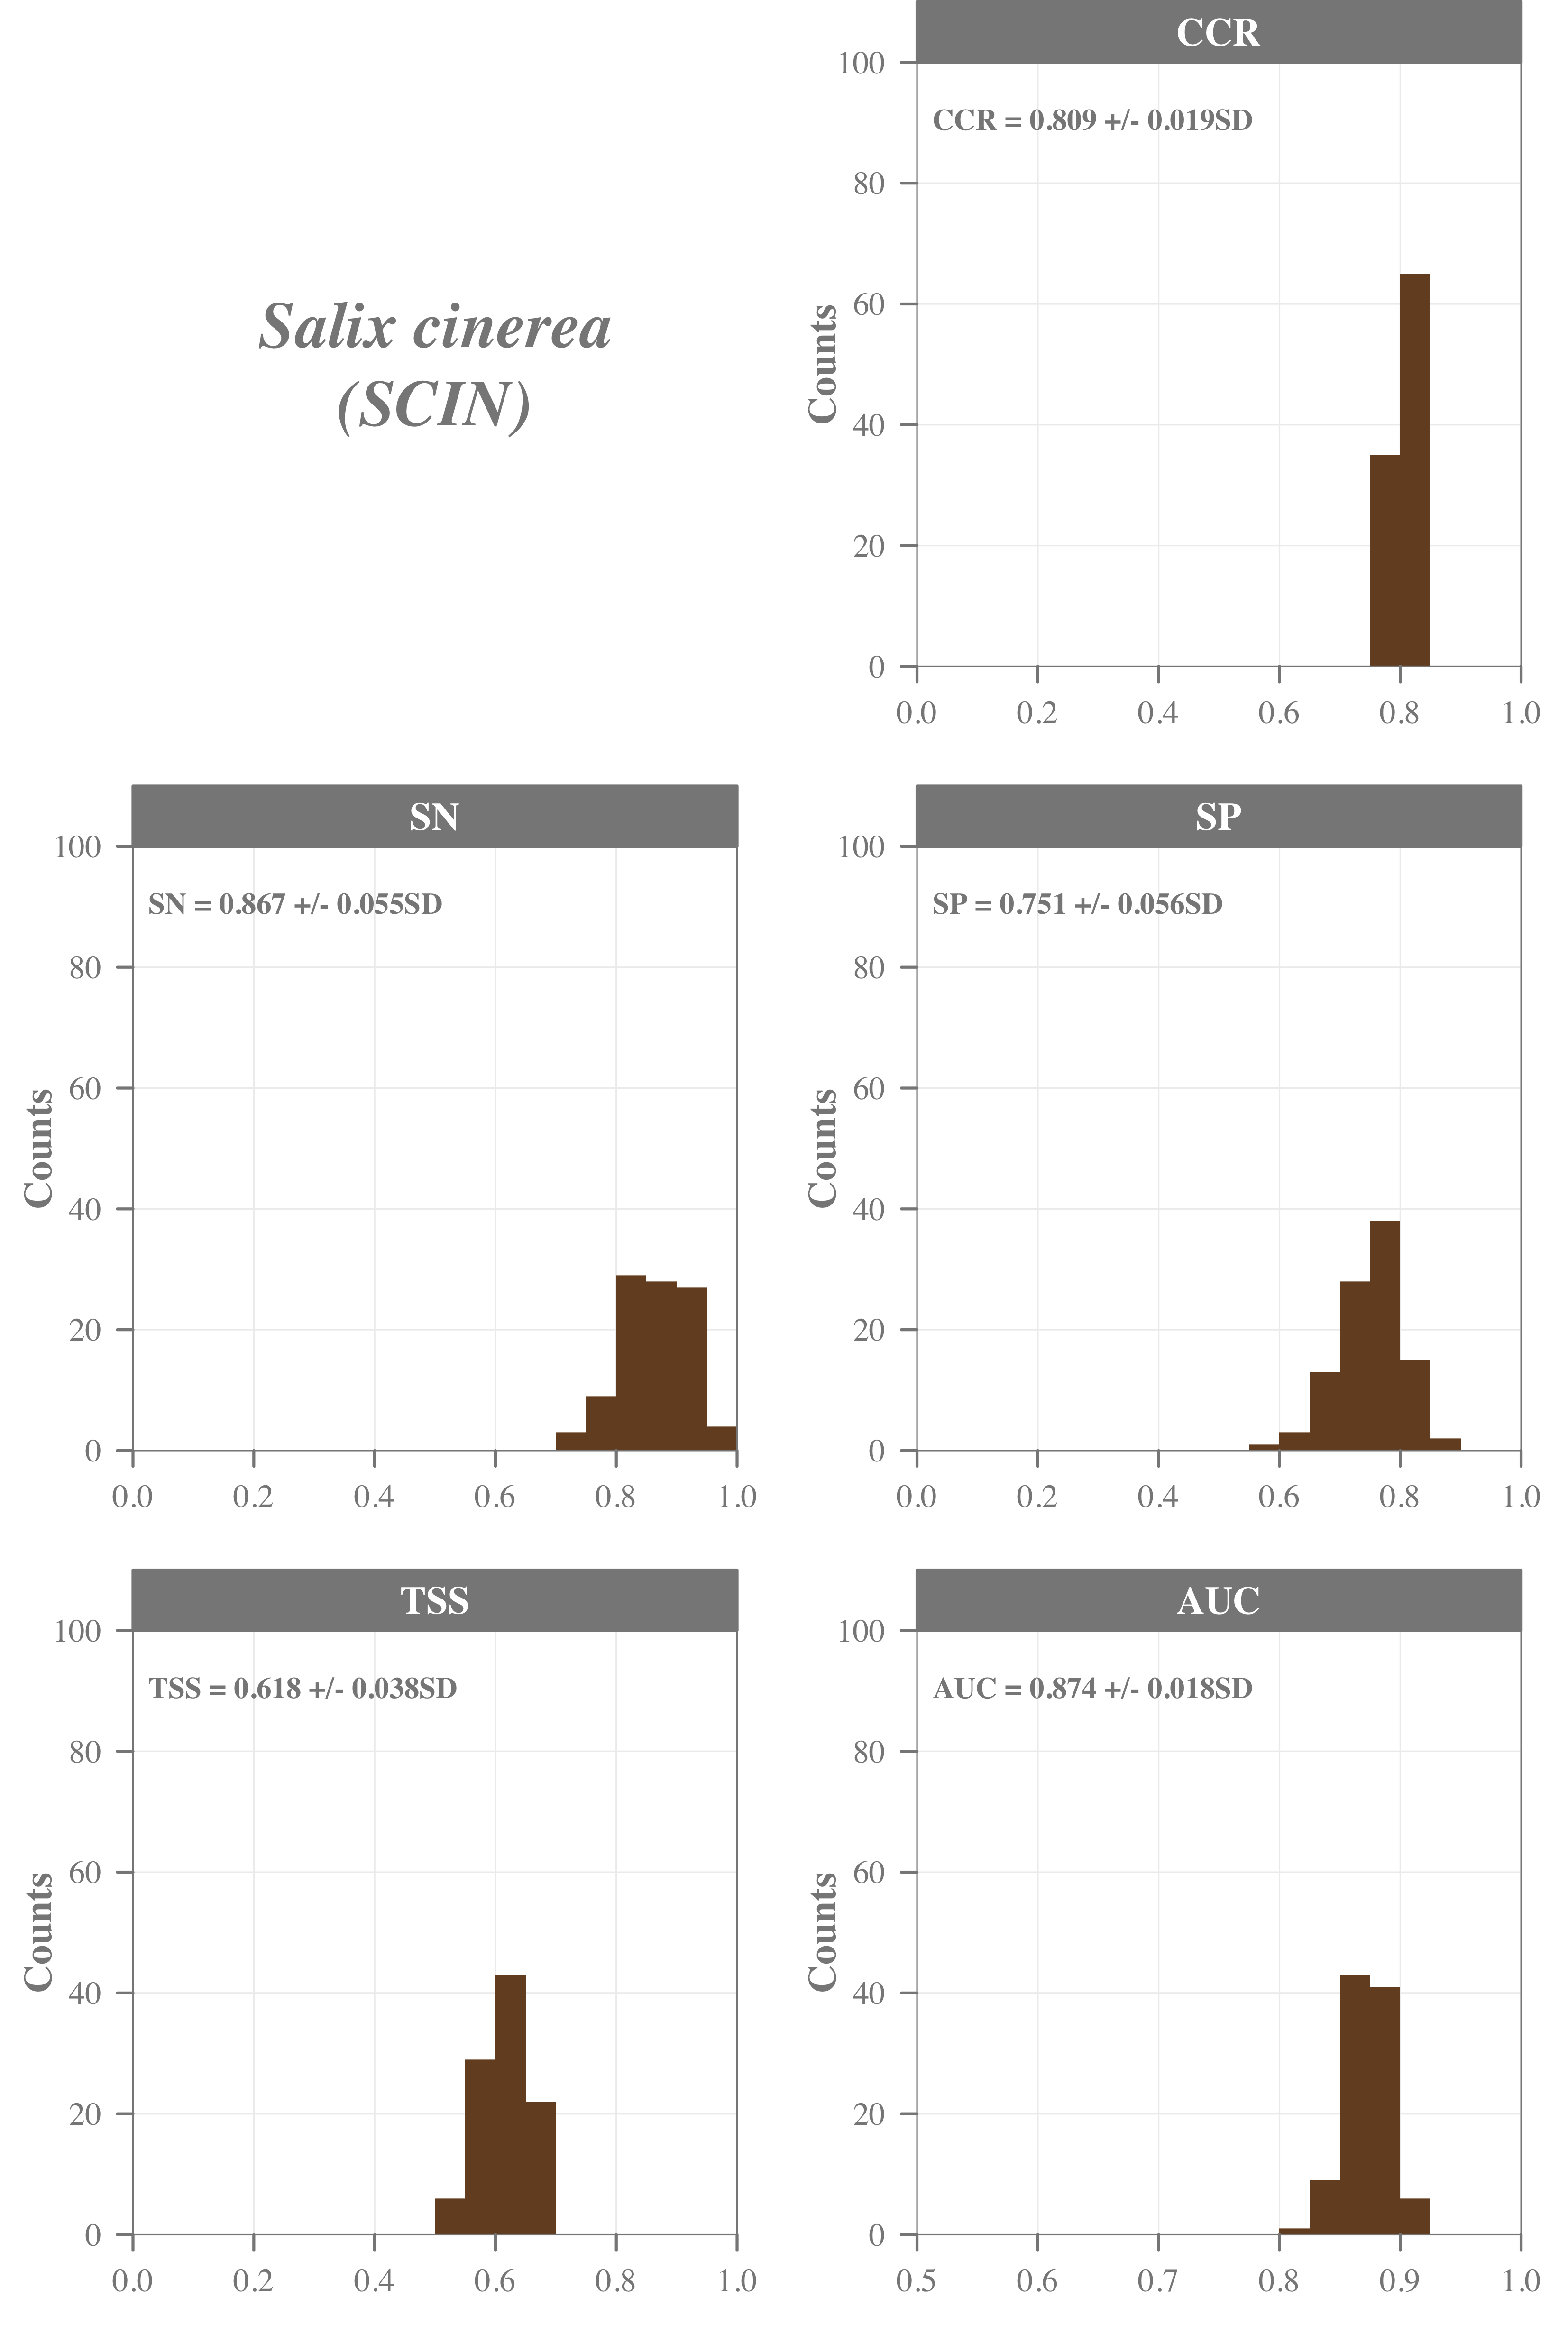 CCR
100
CCR = 0.809 +/- 0.019SD
80
60
Counts
40
20
0
0.0 0.2 0.4 0.6 0.8 1.0
Salix cinerea
(SCIN)
SN
100
SN = 0.867 +/- 0.055SD
80
60
Counts
40
20
0
0.0 0.2 0.4 0.6 0.8 1.0
SP
100
SP = 0.751 +/- 0.056SD
80
60
Counts
40
20
0
0.0 0.2 0.4 0.6 0.8 1.0
TSS
100
TSS = 0.618 +/- 0.038SD
80
60
Counts
40
20
0
0.0 0.2 0.4 0.6 0.8 1.0
AUC
100
AUC = 0.874 +/- 0.018SD
80
60
Counts
40
20
0
0.5 0.6 0.7 0.8 0.9 1.0